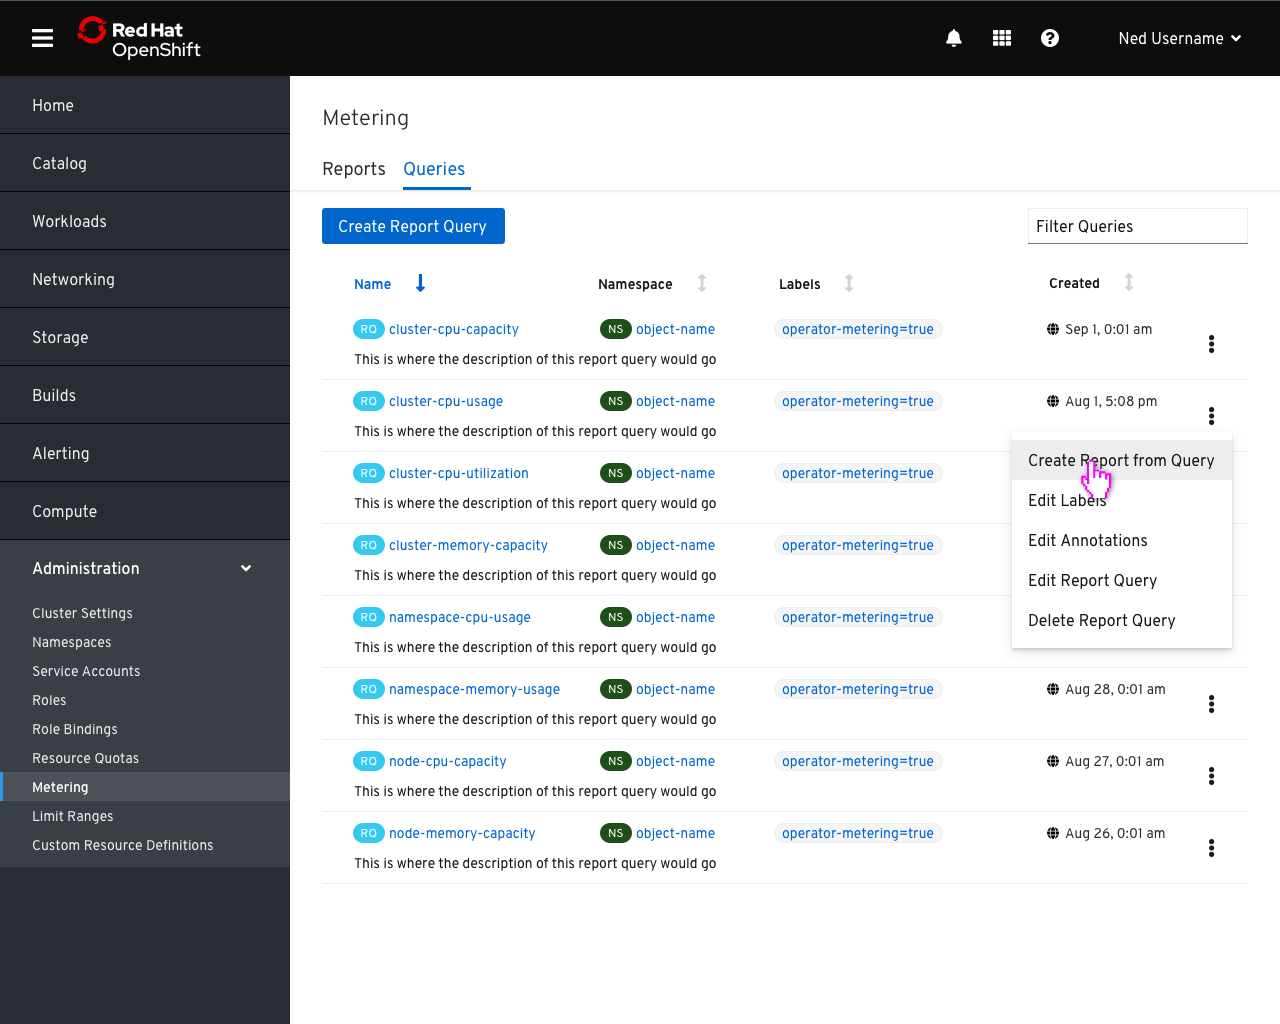 Red Hat
OpenShift
Ned Username
Home
Catalog
Workloads
Networking
Storage
Builds
Alerting
Compute
Administration
Cluster Settings
Namespaces
Service Accounts
Roles
Role Bindings
Resource Quotas
Metering
Limit Ranges
Custom Resource Definitions
Metering
Reports Queries
Create Report Query
Filter Queries
Name Namespace Labels Created
RQ cluster-cpu-capacity NS object-name operator-metering=true Sep 1, 0:01 am
This is where the description of this report query would go
RQ cluster-cpu-usage NS object-name operator-metering=true Aug 1, 5:08 pm
This is where the description of this report query would go
RQ cluster-cpu-utilization NS object-name operator-metering=true
This is where the description of this report query would go
RQ cluster-memory-capacity NS object-name operator-metering=true
This is where the description of this report query would go
RQ namespace-cpu-usage NS object-name operator-metering=true
This is where the description of this report query would go
RQ namespace-memory-usage NS object-name operator-metering=true Aug 28, 0:01 am
This is where the description of this report query would go
RQ node-cpu-capacity NS object-name operator-metering=true Aug 27, 0:01 am
This is where the description of this report query would go
RQ node-memory-capacity NS object-name operator-metering=true Aug 26, 0:01 am
This is where the description of this report query would go
Create Report from Query
Edit Labels
Edit Annotations
Edit Report Query
Delete Report Query